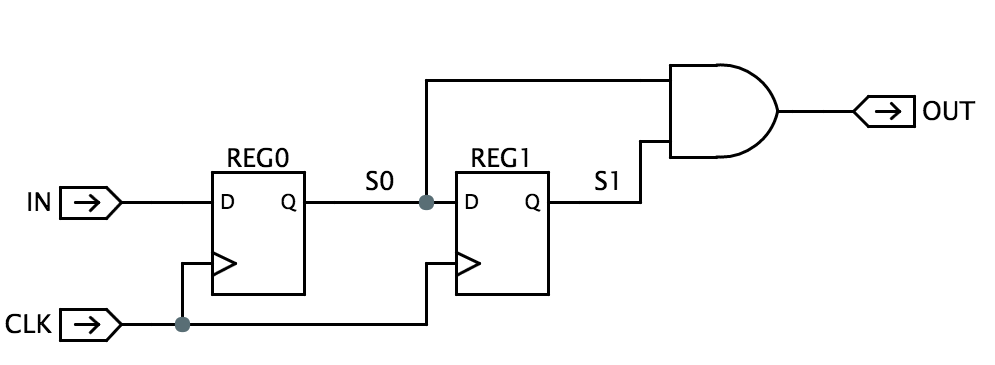 OUT
REG0
REG1
S0
S1
IN
D
Q
D
Q
CLK